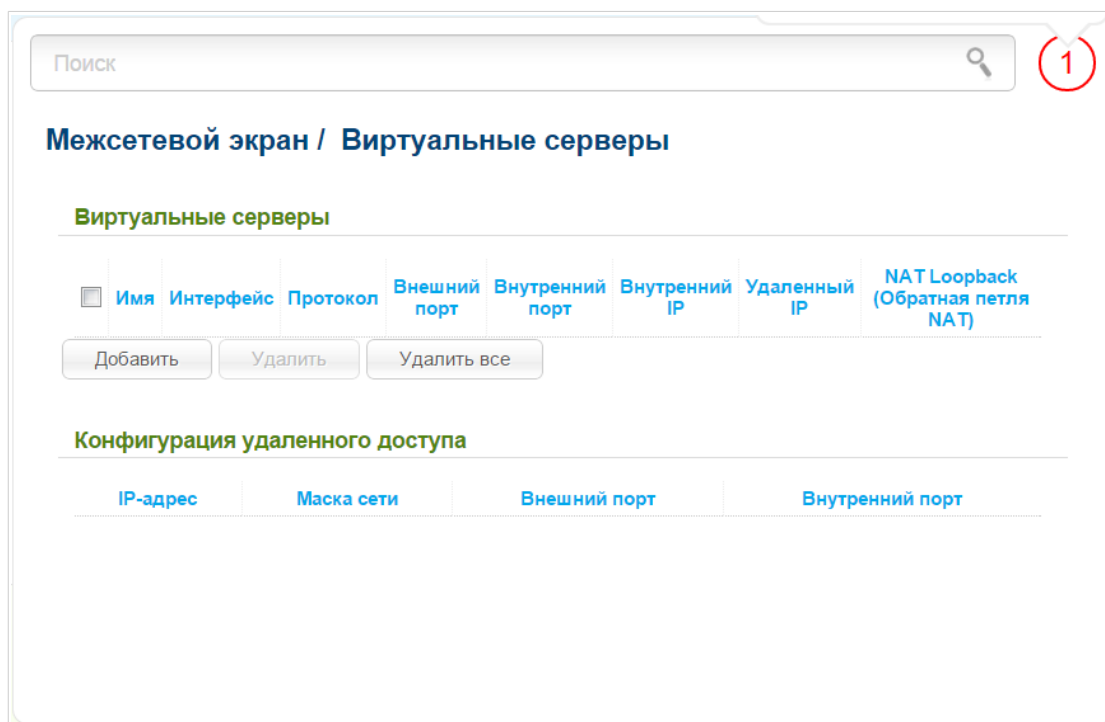 Поиск
1
Межсетевой экран / Виртуальные серверы
Виртуальные серверы
Имя Интерфейс Протокол Внешний порт Внутренний порт Внутренний IP Удаленный IP NAT Loopback (Обратная петля NAT)
Добавить Удалить Удалить все
Конфигурация удаленного доступа
IP-адрес Маска сети Внешний порт Внутренний порт